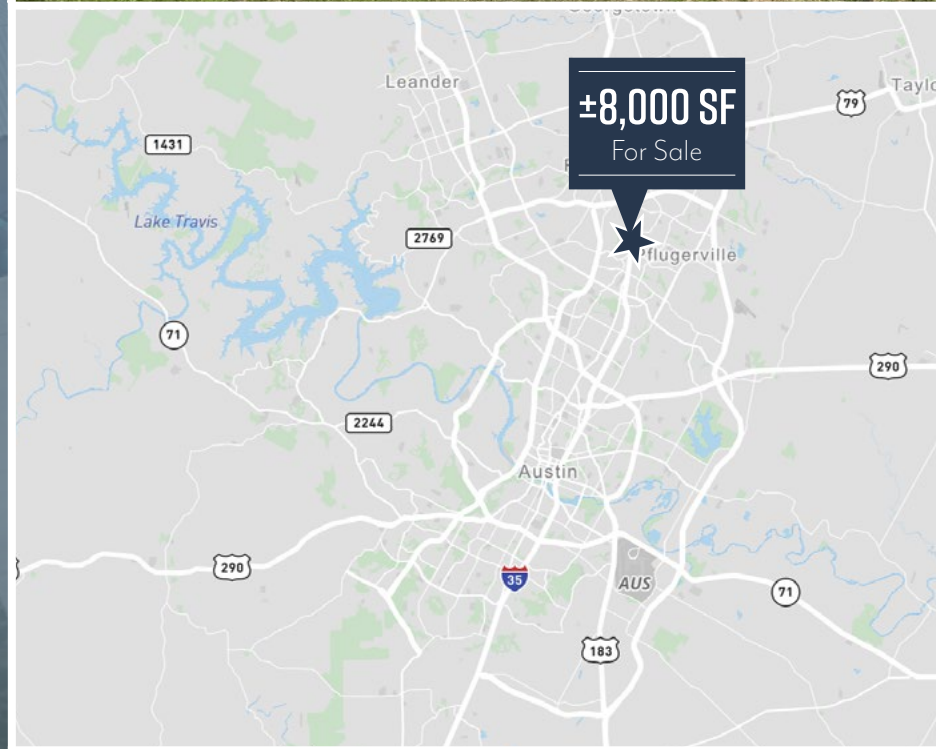 Leander
±8,000 SF
For Sale
79
1431
Lake Travis
2769
Pflugerville
71
290
2244
Austin
290
35
AUS
71
183